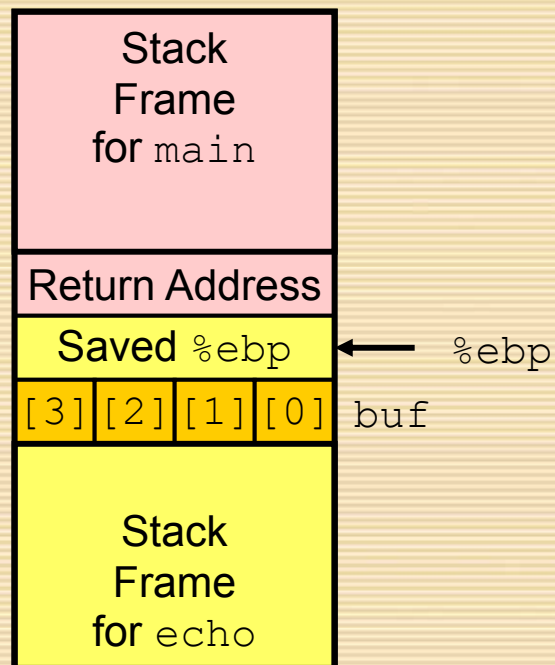 Stack
Frame
for main
Return Address
Saved %ebp
%ebp
[3] [2] [1] [0]
buf
Stack
Frame
for echo